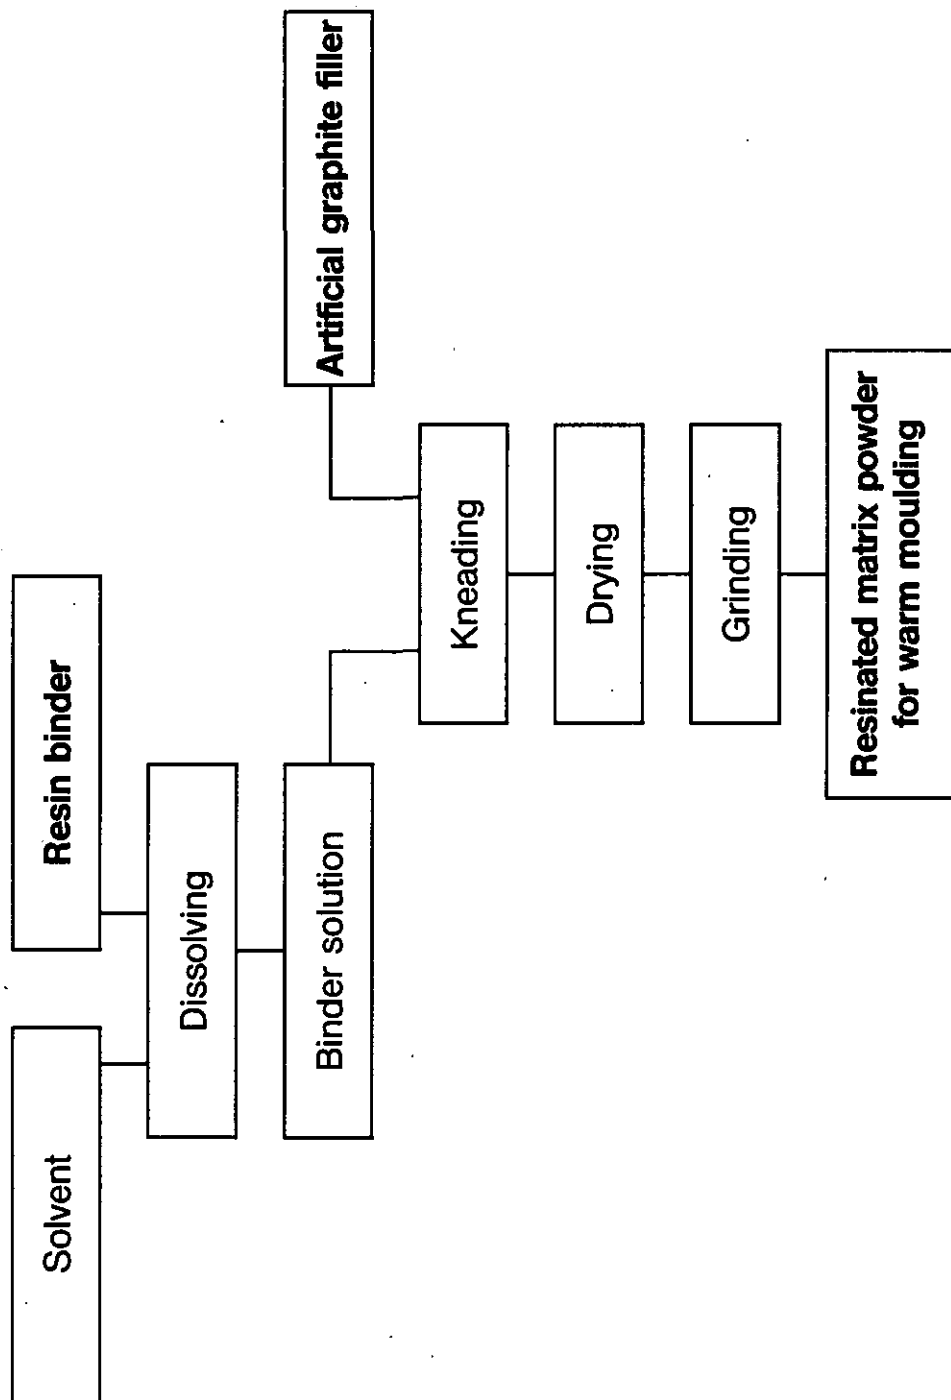 Solvent
Resin binder
Dissolving
Binder solution
Artificial graphite filler
Kneading
Drying
Grinding
Resinated matrix powder
for warm moulding